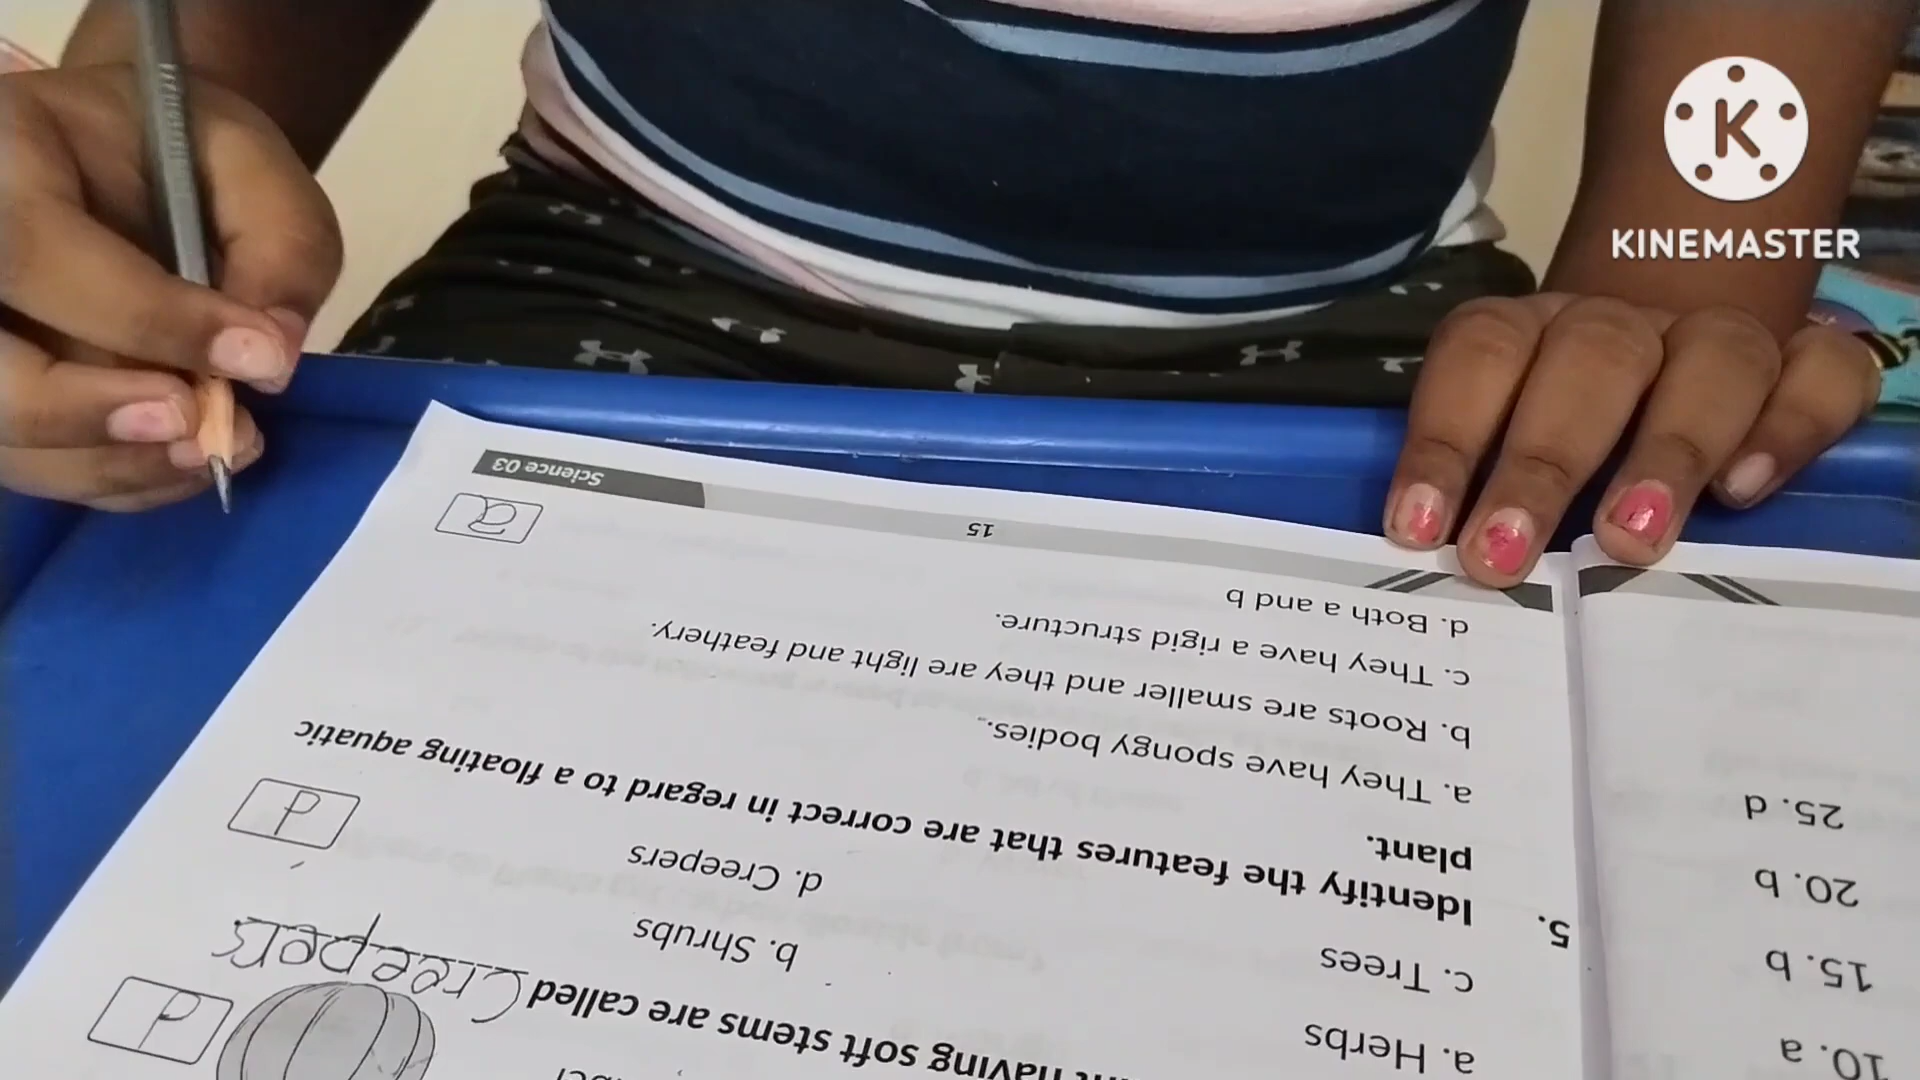 KINEMASTER
having soft stems are called Creepers.
d
a. Herbs
b. Shrubs
c. Trees
d. Creepers
d
5. Identify the features that are correct in regard to a floating aquatic
plant.
a. They have spongy bodies.
b. Roots are smaller and they are light and feathery.
c. They have a rigid structure.
d. Both a and b
a
15
Science 03
10. a
15. b
20. b
25. d